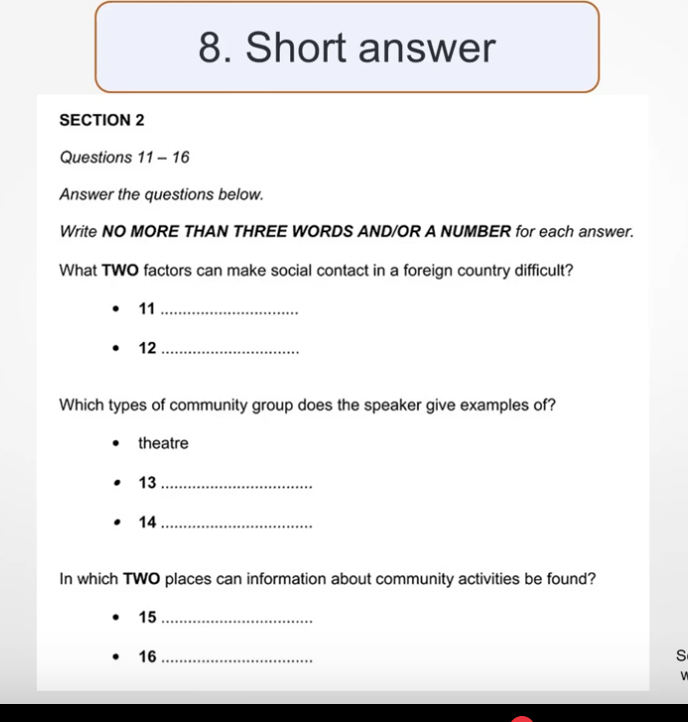 8. Short answer
SECTION 2
Questions 11 – 16
Answer the questions below.
Write NO MORE THAN THREE WORDS AND/OR A NUMBER for each answer.
What TWO factors can make social contact in a foreign country difficult?
• 11 ...............................
• 12 ...............................
Which types of community group does the speaker give examples of?
• theatre
• 13 ..................................
• 14 ..................................
In which TWO places can information about community activities be found?
• 15 ..................................
• 16 ..................................